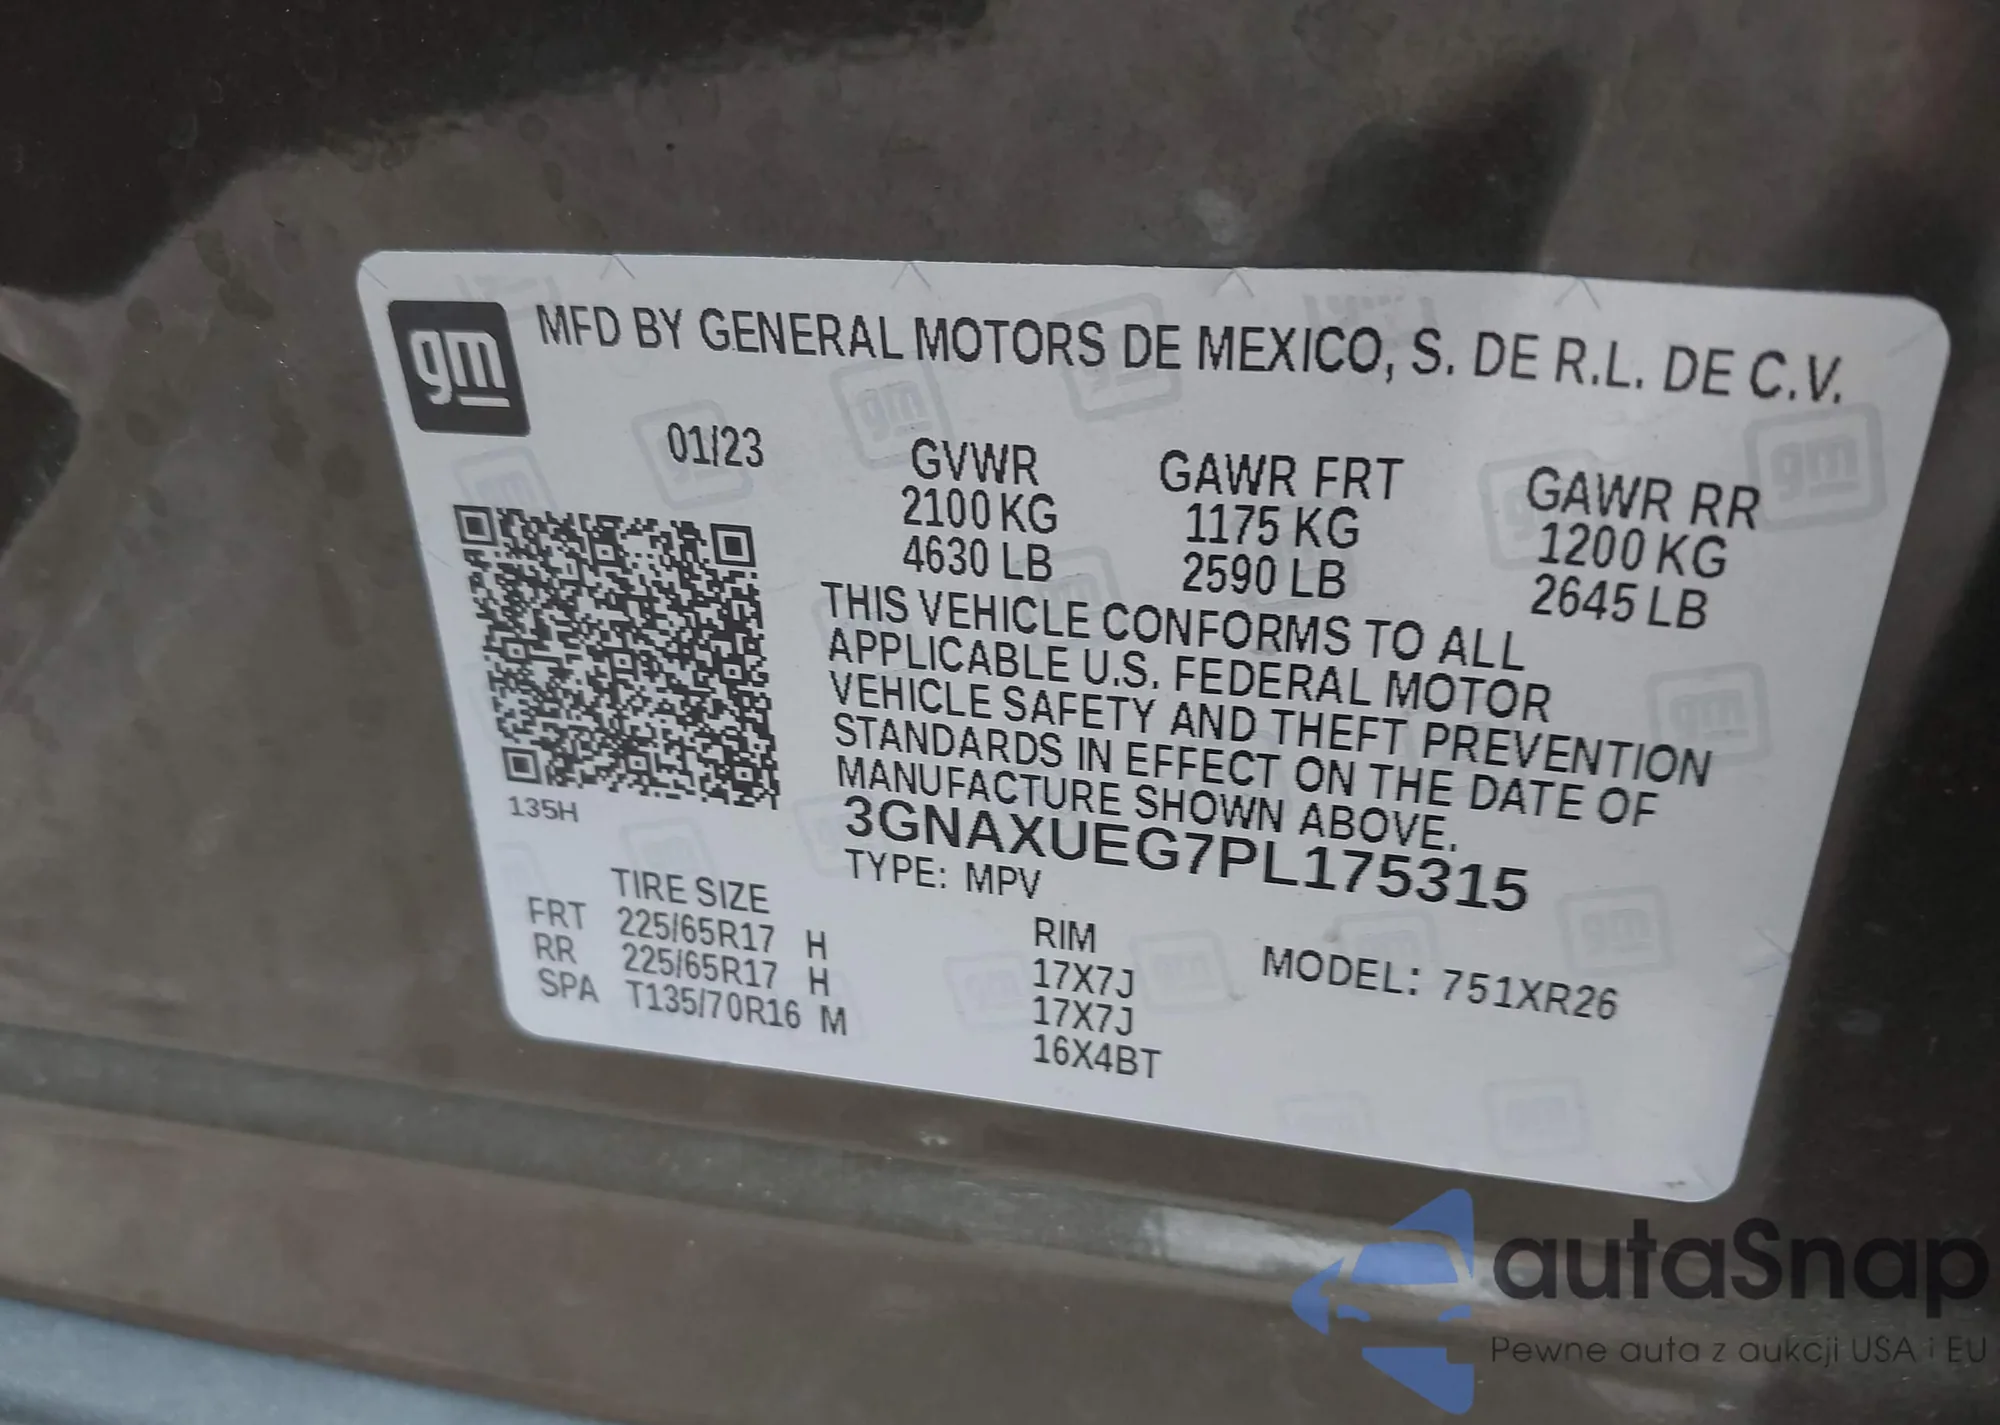 gm
MFD BY GENERAL MOTORS DE MEXICO, S. DE R.L. DE C.V.
01/23
GVWR GAWR FRT GAWR RR
2100 KG 1175 KG 1200 KG
4630 LB 2590 LB 2645 LB
THIS VEHICLE CONFORMS TO ALL
APPLICABLE U.S. FEDERAL MOTOR
VEHICLE SAFETY AND THEFT PREVENTION
STANDARDS IN EFFECT ON THE DATE OF
MANUFACTURE SHOWN ABOVE.
135H
3GNAXUEG7PL175315
TYPE: MPV
TIRE SIZE RIM MODEL: 751XR26
FRT 225/65R17 H 17X7J
RR 225/65R17 H 17X7J
SPA T135/70R16 M 16X4BT
autaSnap
Pewne auta z aukcji USA i EU